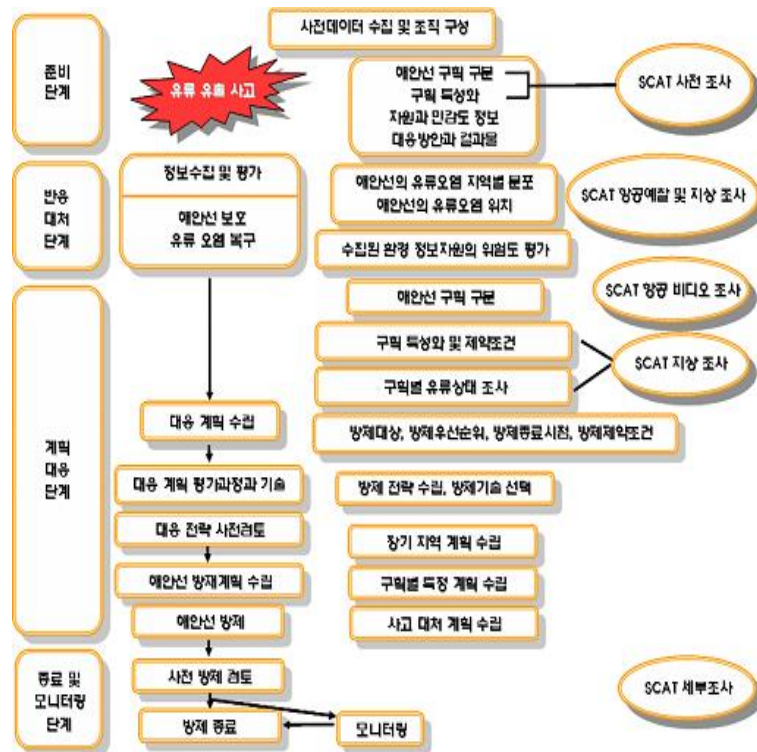 사전데이터 수집 및 조직 구성
준비
단계
유류 유출 사고
해안선 구획 구분
구획 특성화
자원과 민감도 정보
대응방안과 결과물
SCAT 사전 조사
반응
대처
단계
정보수집 및 평가
해안선 보호
유류 오염 복구
해안선의 유류오염 지역별 분포
해안선의 유류오염 위치
SCAT 항공예찰 및 지상 조사
수집된 환경 정보자원의 위험도 평가
계획
대응
단계
해안선 구획 구분
SCAT 항공 비디오 조사
구획 특성화 및 제약조건
SCAT 지상 조사
구획별 유류상태 조사
대응 계획 수립
방제대상, 방제우선순위, 방제종료시점, 방제제약조건
대응 계획 평가과정과 기술
방제 전략 수립, 방제기술 선택
대응 전략 사전검토
장기 지역 계획 수립
해안선 방재계획 수립
구획별 특정 계획 수립
해안선 방제
사고 대처 계획 수립
종료 및
모니터링
단계
사전 방제 검토
SCAT 세부조사
방제 종료
모니터링